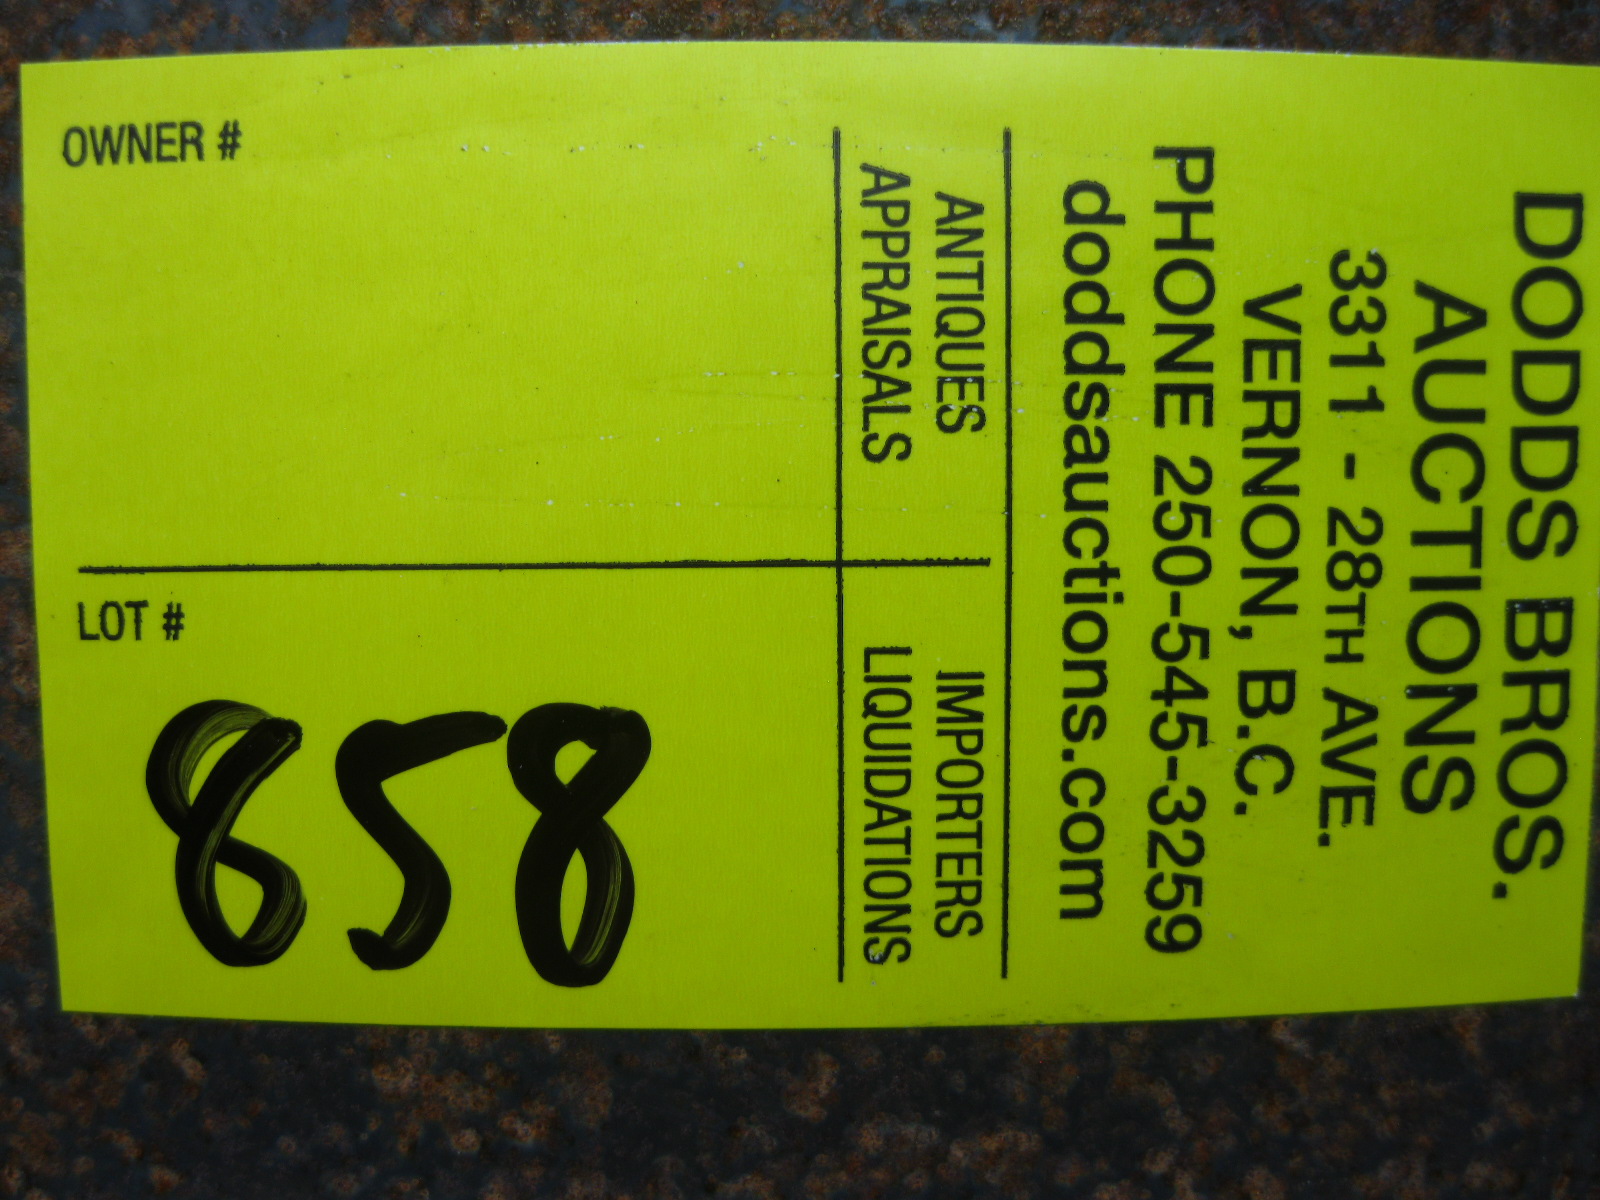 DODDS BROS.
AUCTIONS
3311 - 28TH AVE.
VERNON, B.C.
PHONE 250-545-3259
doddsauctions.com
ANTIQUES IMPORTERS
APPRAISALS LIQUIDATIONS
OWNER #
LOT #
858